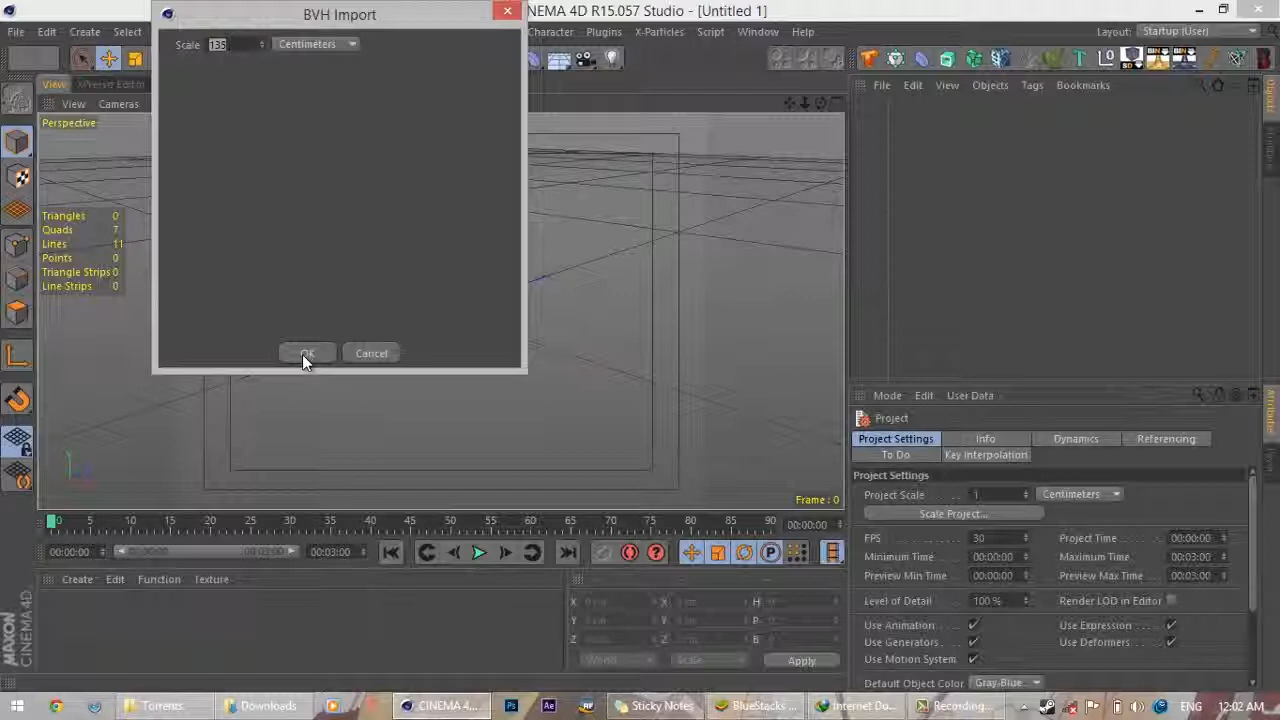 BVH Import
CINEMA 4D R15.057 Studio - [Untitled 1]
File Edit Create Select Character Plugins X-Particles Script Window Help Layout: Startup (User)
Scale 135 Centimeters
View XPresso Editor
View Cameras
Perspective
File Edit View Objects Tags Bookmarks
Objects
Triangles 0
Quads 7
Lines 11
Points 0
Triangle Strips 0
Line Strips 0
OK Cancel
Mode Edit User Data
Attributes
Project
Project Settings Info Dynamics Referencing
To Do Key Interpolation
Project Settings
Project Scale 1 Centimeters
Scale Project...
Frame : 0
0 5 10 15 20 25 30 35 40 45 50 55 60 65 70 75 80 85 90 00:00:00
00:00:00 00:00:00 00:03:00 00:03:00
FPS 30 Project Time 00:00:00
Minimum Time 00:00:00 Maximum Time 00:03:00
Preview Min Time 00:00:00 Preview Max Time 00:03:00
Level of Detail 100 % Render LOD in Editor
Use Animation Use Expression
Use Generators Use Deformers
Use Motion System
Default Object Color Gray-Blue
Create Edit Function Texture
X 0 cm X 0 cm H
Y 0 cm Y 0 cm P
Z 0 cm Z 0 cm B
World Scale Apply
MAXON CINEMA 4D
Torrents Downloads CINEMA 4... Ps Ae RF Sticky Notes BlueStacks ... Internet Do... Recording... ENG 12:02 AM